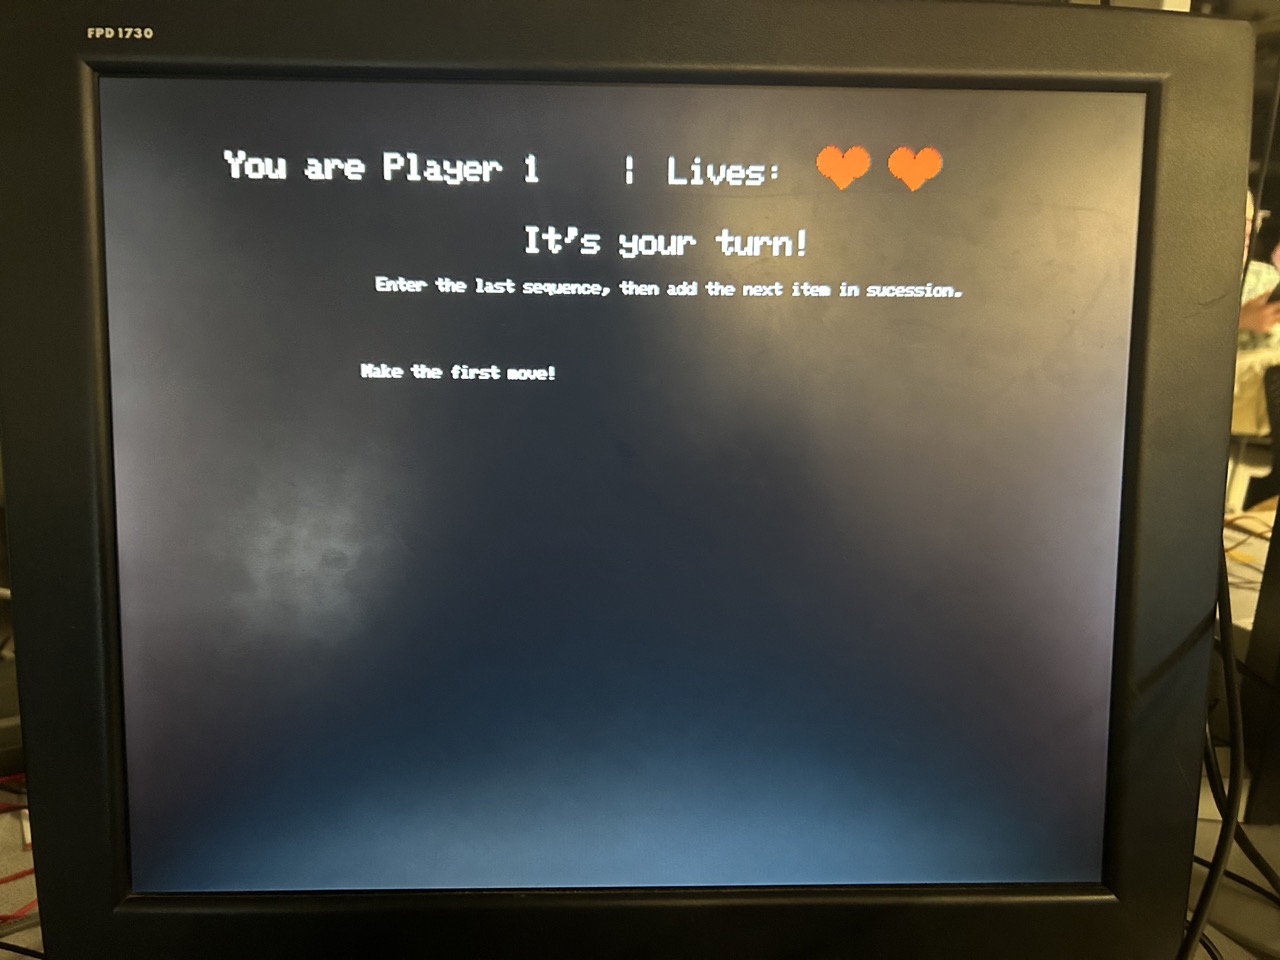 FPD1730
You are Player 1 | Lives:
It's your turn!
Enter the last sequence, then add the next item in sucession.
Make the first move!